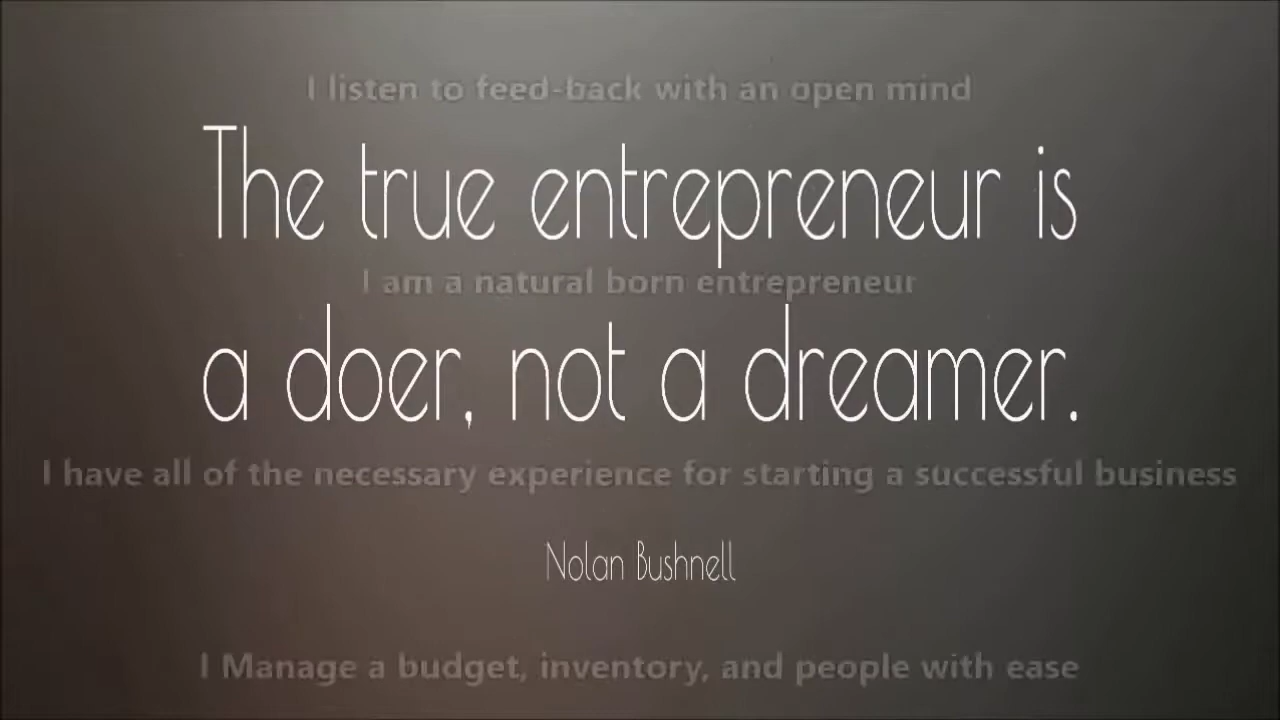 I listen to feed-back with an open mind
The true entrepreneur is
I am a natural born entrepreneur
a doer, not a dreamer.
I have all of the necessary experience for starting a successful business
Nolan Bushnell
I Manage a budget, inventory, and people with ease